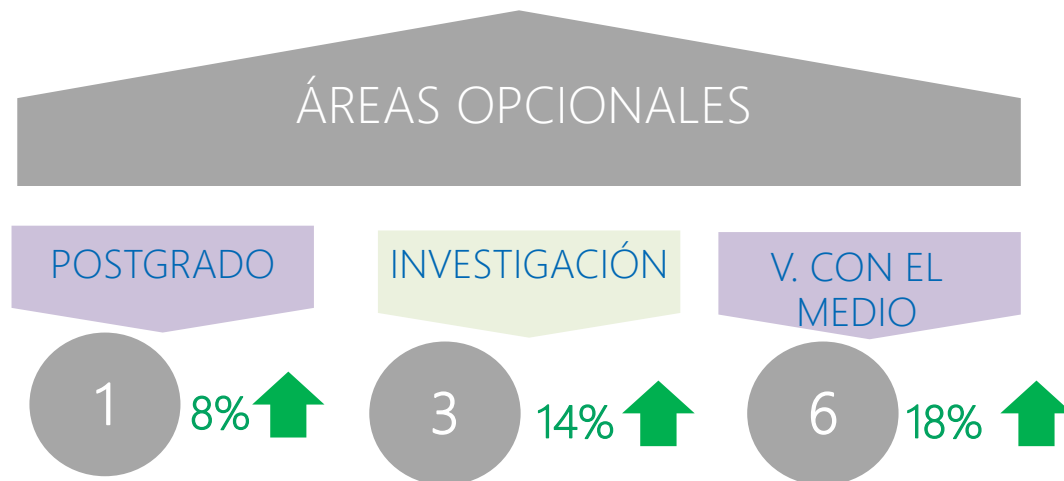 ÁREAS OPCIONALES
POSTGRADO
INVESTIGACIÓN
V. CON EL
MEDIO
1
8%
3
14%
6
18%